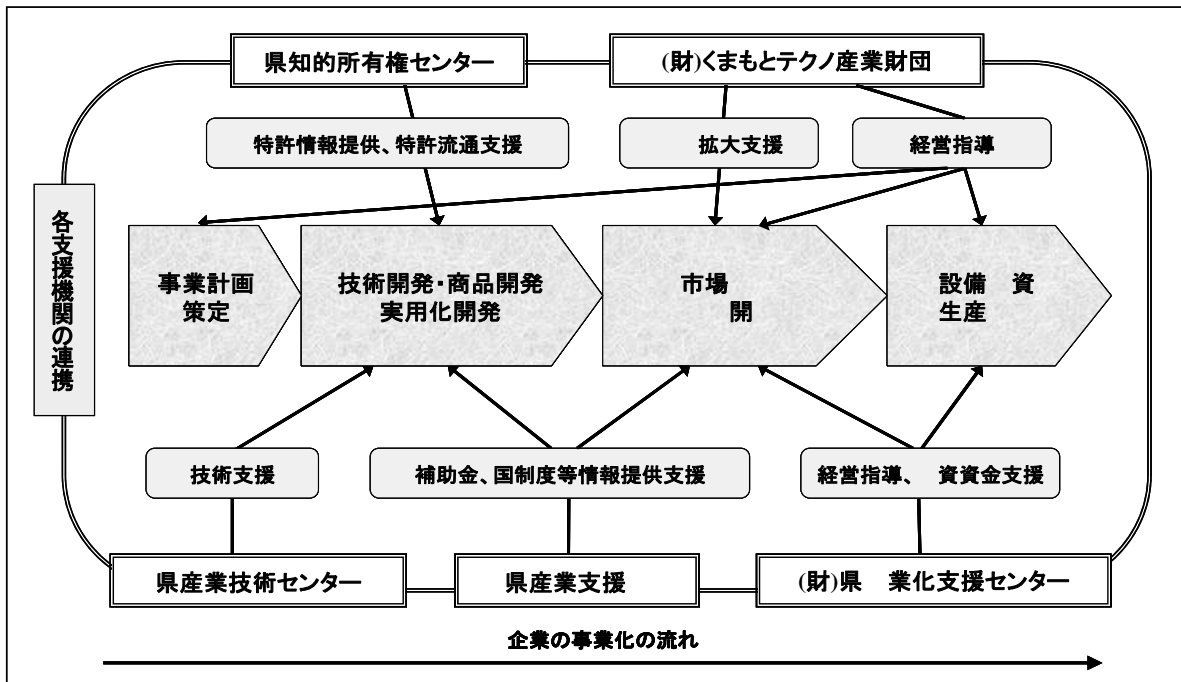 県知的所有権センター
(財)くまもとテクノ産業財団
特許情報提供、特許流通支援
拡大支援
経営指導
各支援機関の連携
事業計画
策定
技術開発・商品開発
実用化開発
市場
開
設備 資
生産
技術支援
補助金、国制度等情報提供支援
経営指導、 資資金支援
県産業技術センター
県産業支援
(財)県 業化支援センター
企業の事業化の流れ